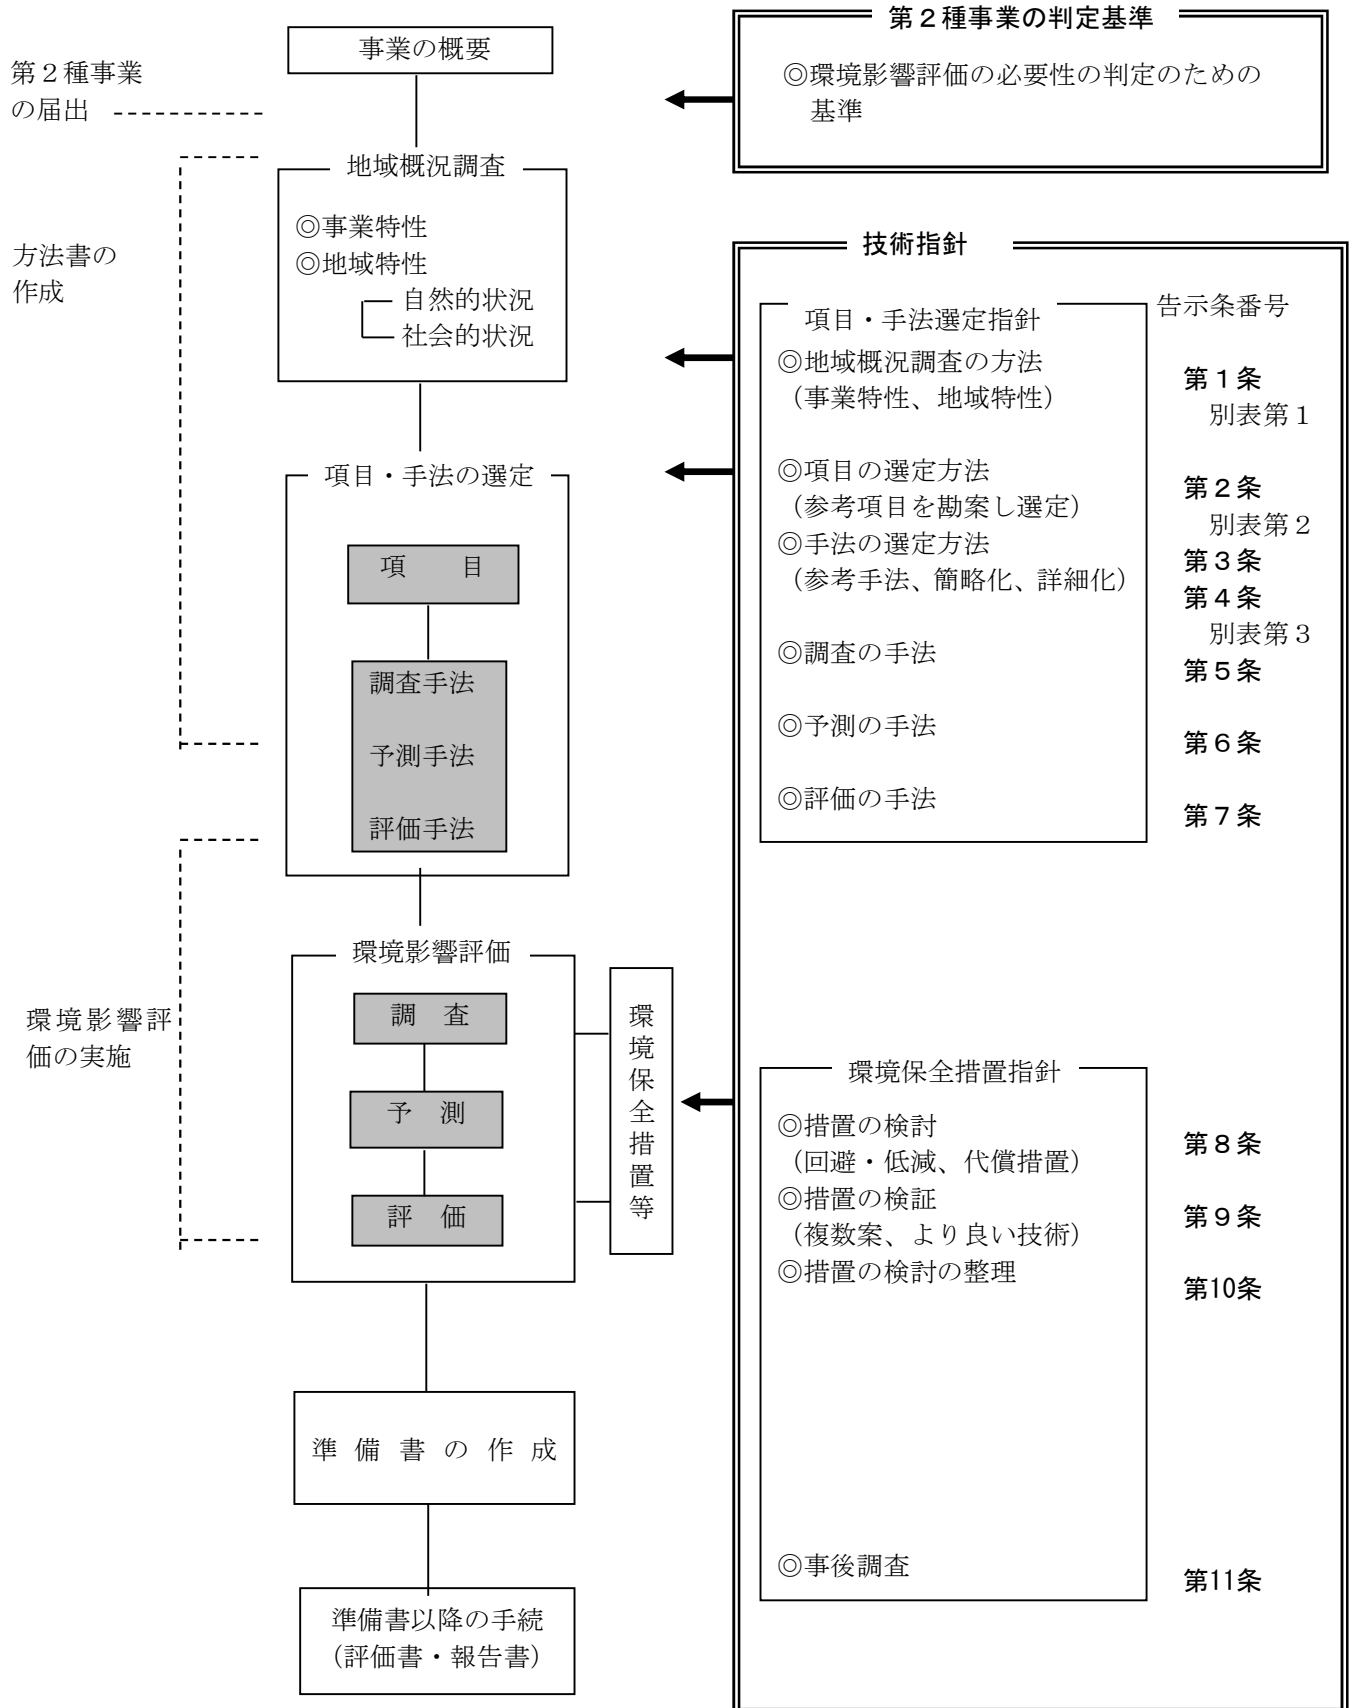 第２種事業の判定基準
◎環境影響評価の必要性の判定のための
基準
第２種事業
の届出
事業の概要
方法書の
作成
地域概況調査
◎事業特性
◎地域特性
自然的状況
社会的状況
項目・手法の選定
項　目
調査手法
予測手法
評価手法
環境影響評
価の実施
環境影響評価
調　査
予　測
評　価
環境保全措置等
準備書の作成
準備書以降の手続
（評価書・報告書）
技術指針
告示条番号
項目・手法選定指針
◎地域概況調査の方法
（事業特性、地域特性）
第１条
別表第１
◎項目の選定方法
（参考項目を勘案し選定）
第２条
別表第２
◎手法の選定方法
（参考手法、簡略化、詳細化）
第３条
第４条
別表第３
◎調査の手法
第５条
◎予測の手法
第６条
◎評価の手法
第７条
環境保全措置指針
◎措置の検討
（回避・低減、代償措置）
第８条
◎措置の検証
（複数案、より良い技術）
第９条
◎措置の検討の整理
第10条
◎事後調査
第11条